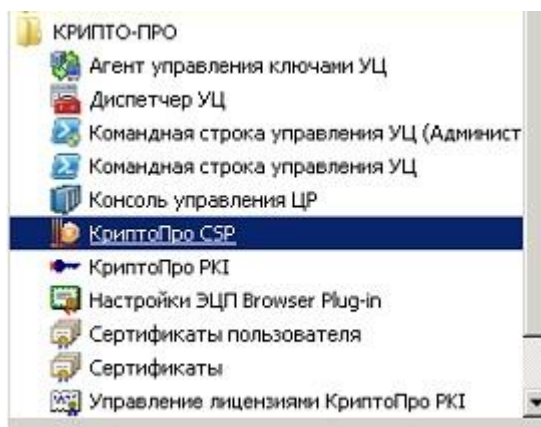 КРИПТО-ПРО
Агент управления ключами УЦ
Диспетчер УЦ
Командная строка управления УЦ (Админист
Командная строка управления УЦ
Консоль управления ЦР
КриптоПро CSP
КриптоПро PKI
Настройки ЭЦП Browser Plug-in
Сертификаты пользователя
Сертификаты
Управление лицензиями КриптоПро PKI